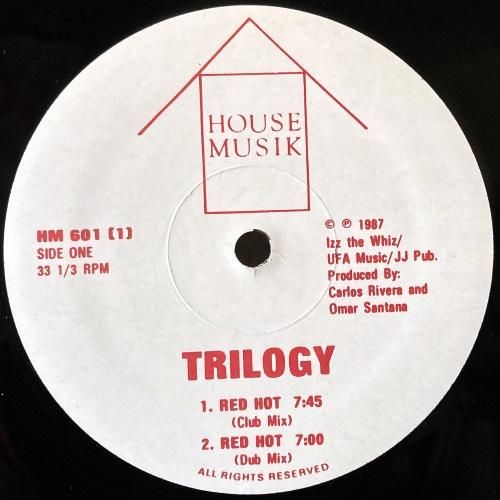 HOUSE
MUSIK
HM 601 (1)
SIDE ONE
33 1/3 RPM
© ℗ 1987
Izz the Whiz/
UFA Music/JJ Pub.
Produced By:
Carlos Rivera and
Omar Santana
TRILOGY
1. RED HOT 7:45
(Club Mix)
2. RED HOT 7:00
(Dub Mix)
ALL RIGHTS RESERVED